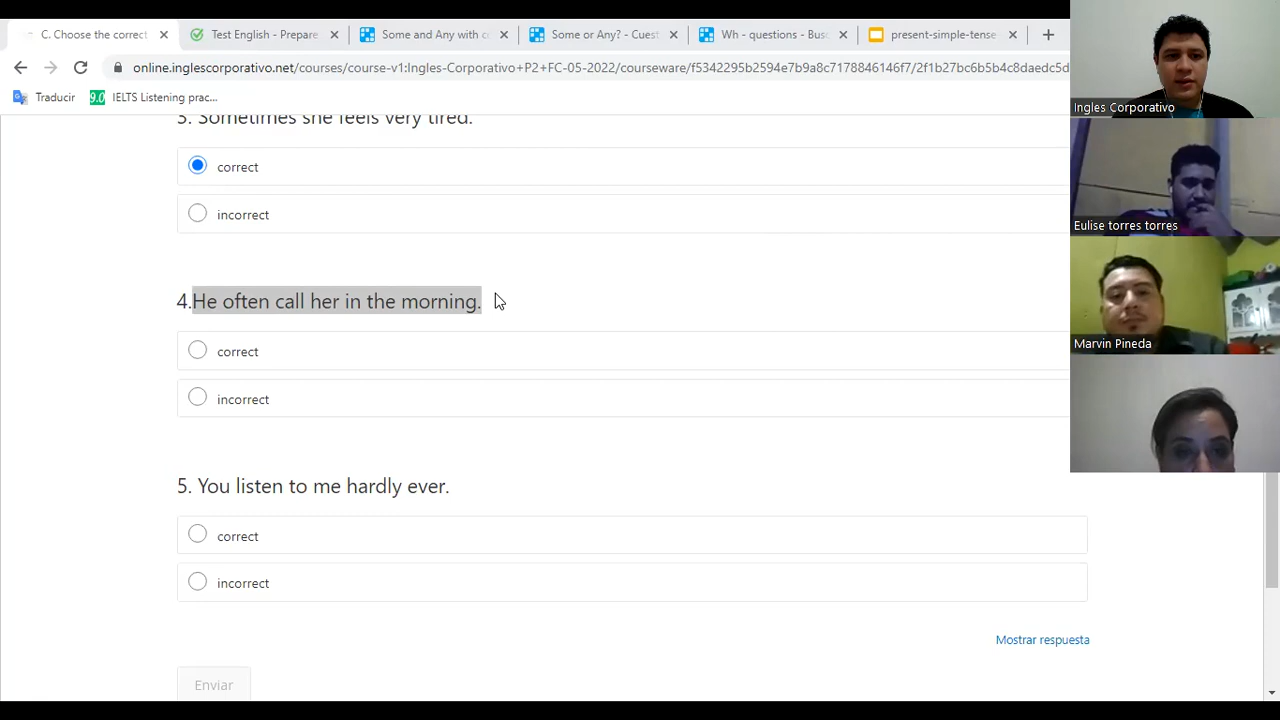 C. Choose the correct
Test English - Prepare
Some and Any with c
Some or Any? - Cuest
Wh - questions - Bus
present-simple-tense
online.inglescorporativo.net/courses/course-v1:Ingles-Corporativo+P2+FC-05-2022/courseware/f5342295b2594e7b9a8c7178846146f7/2f1b27bc6b5b4c8daedc5d
Traducir
9.0 IELTS Listening prac...
3. Sometimes she feels very tired.
correct
incorrect
4.He often call her in the morning.
correct
incorrect
5. You listen to me hardly ever.
correct
incorrect
Mostrar respuesta
Enviar
Ingles Corporativo
Eulise torres torres
Marvin Pineda